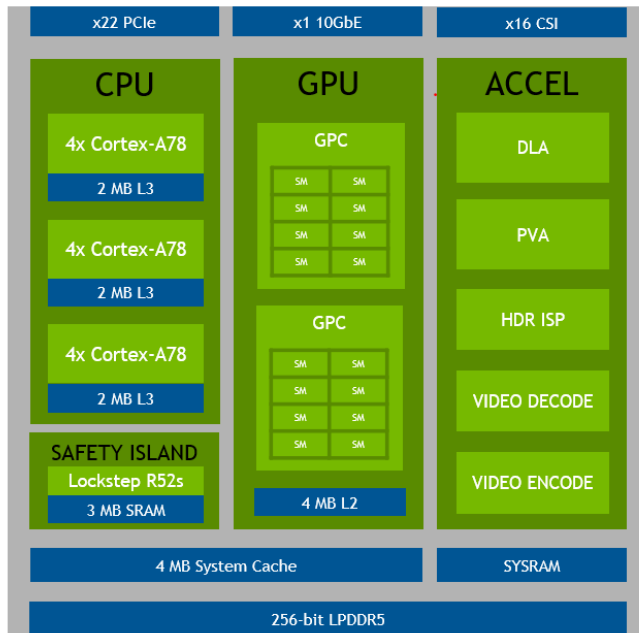 x22 PCIe
x1 10GbE
x16 CSI
CPU
4x Cortex-A78
2 MB L3
4x Cortex-A78
2 MB L3
4x Cortex-A78
2 MB L3
SAFETY ISLAND
Lockstep R52s
3 MB SRAM
GPU
GPC
SM SM
SM SM
SM SM
SM SM
GPC
SM SM
SM SM
SM SM
SM SM
4 MB L2
ACCEL
DLA
PVA
HDR ISP
VIDEO DECODE
VIDEO ENCODE
4 MB System Cache
SYSRAM
256-bit LPDDR5